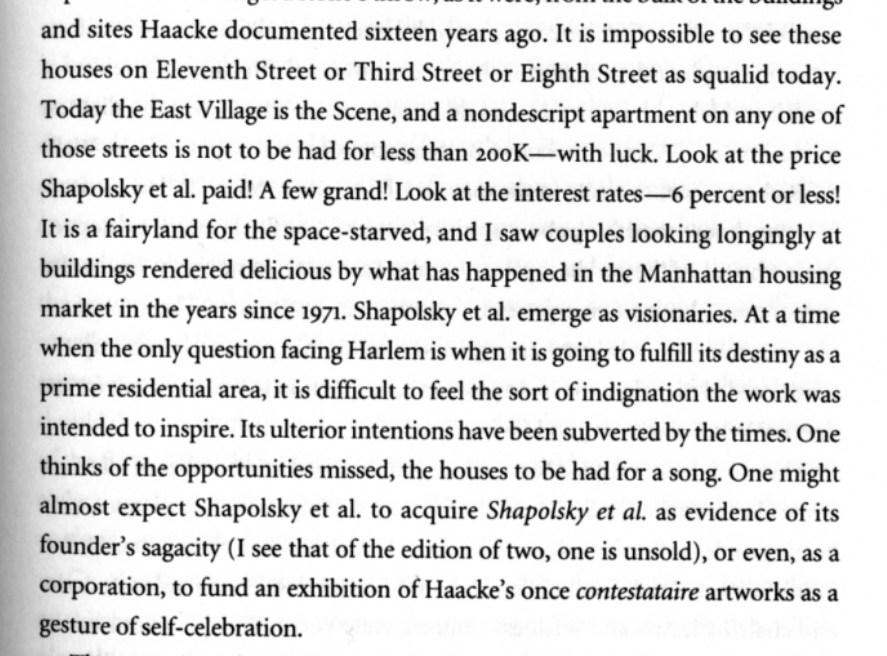 and sites Haacke documented sixteen years ago. It is impossible to see these
houses on Eleventh Street or Third Street or Eighth Street as squalid today.
Today the East Village is the Scene, and a nondescript apartment on any one of
those streets is not to be had for less than 200K—with luck. Look at the price
Shapolsky et al. paid! A few grand! Look at the interest rates—6 percent or less!
It is a fairyland for the space-starved, and I saw couples looking longingly at
buildings rendered delicious by what has happened in the Manhattan housing
market in the years since 1971. Shapolsky et al. emerge as visionaries. At a time
when the only question facing Harlem is when it is going to fulfill its destiny as a
prime residential area, it is difficult to feel the sort of indignation the work was
intended to inspire. Its ulterior intentions have been subverted by the times. One
thinks of the opportunities missed, the houses to be had for a song. One might
almost expect Shapolsky et al. to acquire Shapolsky et al. as evidence of its
founder's sagacity (I see that of the edition of two, one is unsold), or even, as a
corporation, to fund an exhibition of Haacke's once contestataire artworks as a
gesture of self-celebration.